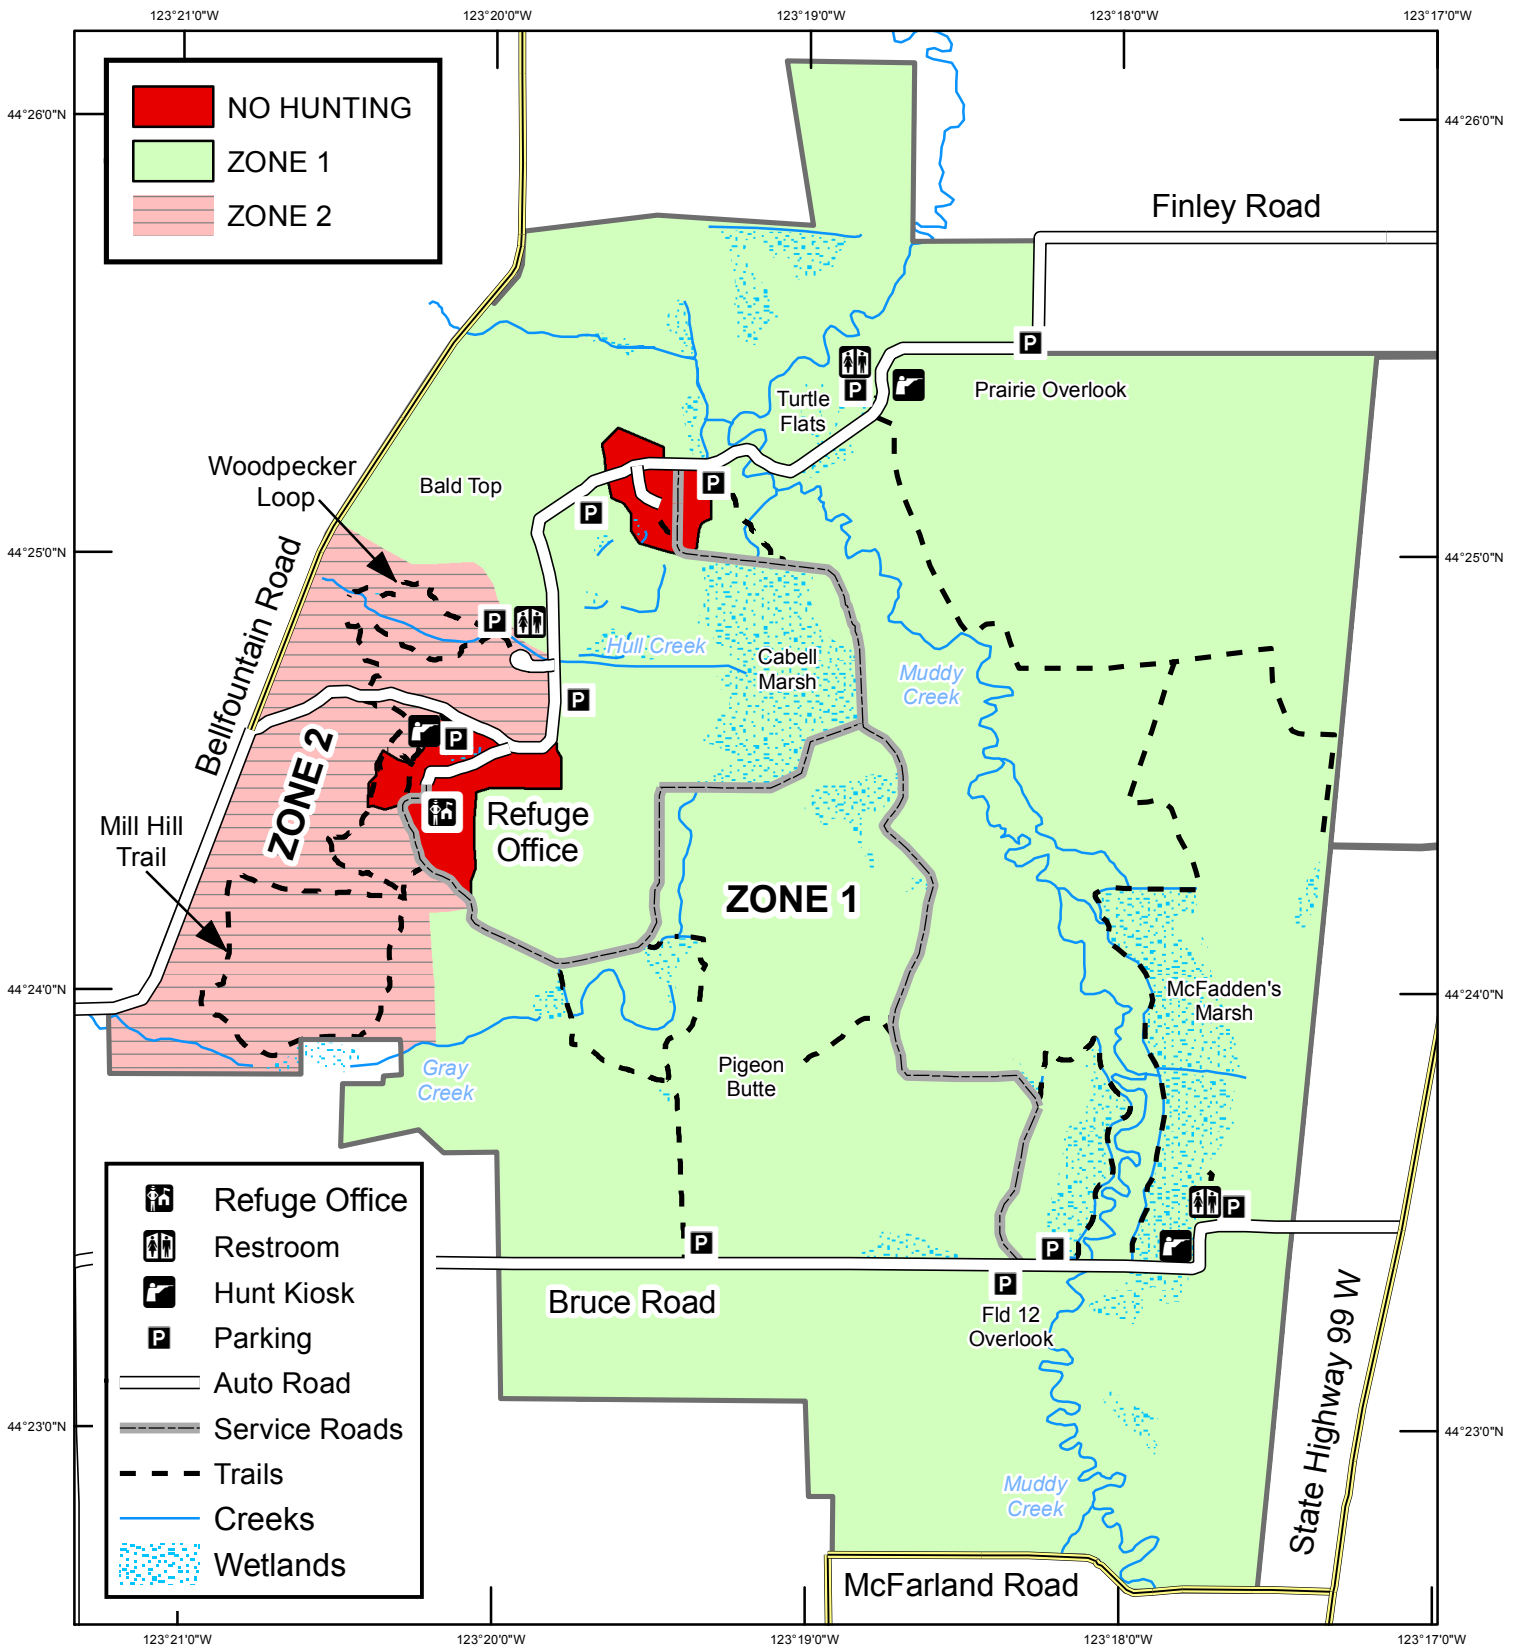 123°21'0"W
123°20'0"W
123°19'0"W
123°18'0"W
123°17'0"W
44°26'0"N
44°26'0"N
NO HUNTING
ZONE 1
ZONE 2
Finley Road
P
P
Prairie Overlook
Turtle
Flats
Woodpecker
Loop
Bald Top
P
P
44°25'0"N
44°25'0"N
Bellfountain Road
P
Hull Creek
Cabell
Marsh
Muddy
Creek
P
P
ZONE 2
Refuge
Office
Mill Hill
Trail
ZONE 1
44°24'0"N
44°24'0"N
McFadden's
Marsh
Pigeon
Butte
Gray
Creek
P
P
P
P
Bruce Road
Fld 12
Overlook
State Highway 99 W
Refuge Office
Restroom
Hunt Kiosk
P
Parking
Auto Road
Service Roads
Trails
Creeks
Wetlands
44°23'0"N
44°23'0"N
Muddy
Creek
McFarland Road
123°21'0"W
123°20'0"W
123°19'0"W
123°18'0"W
123°17'0"W